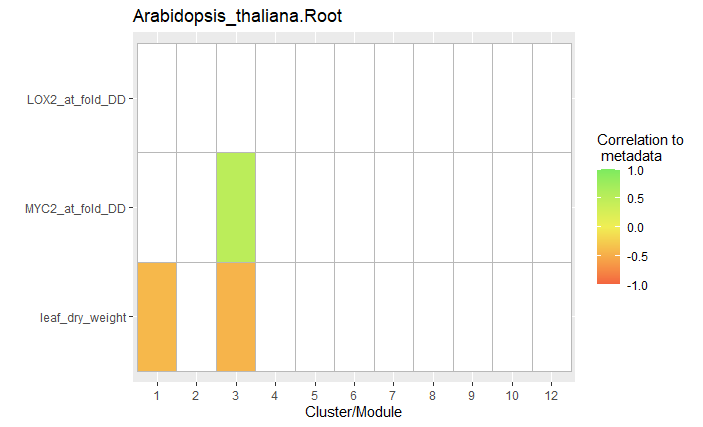 Arabidopsis_thaliana.Root
LOX2_at_fold_DD
MYC2_at_fold_DD
leaf_dry_weight
1 2 3 4 5 6 7 8 9 10 11 12
Cluster/Module
Correlation to
metadata
1.0
0.5
0.0
-0.5
-1.0